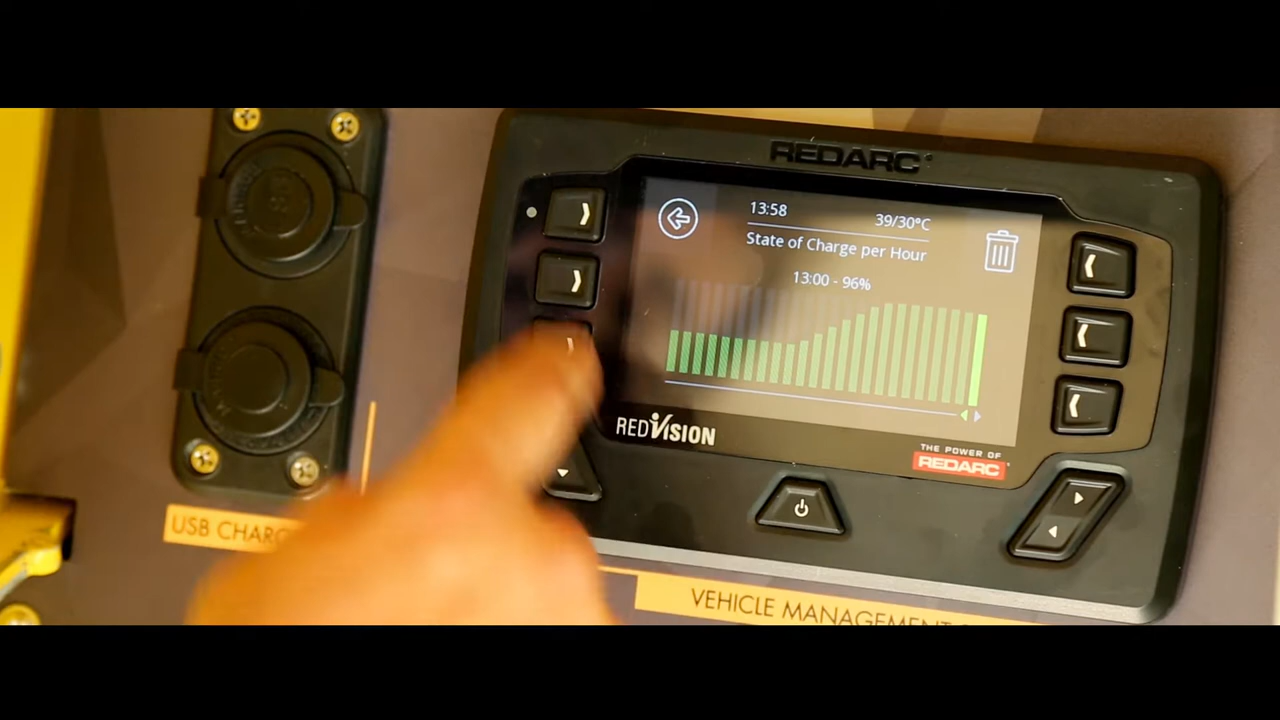 REDARC
13:58 39/30°C
State of Charge per Hour
13:00 - 96%
REDVISION
THE POWER OF
REDARC
USB CHARG
VEHICLE MANAGEMENT